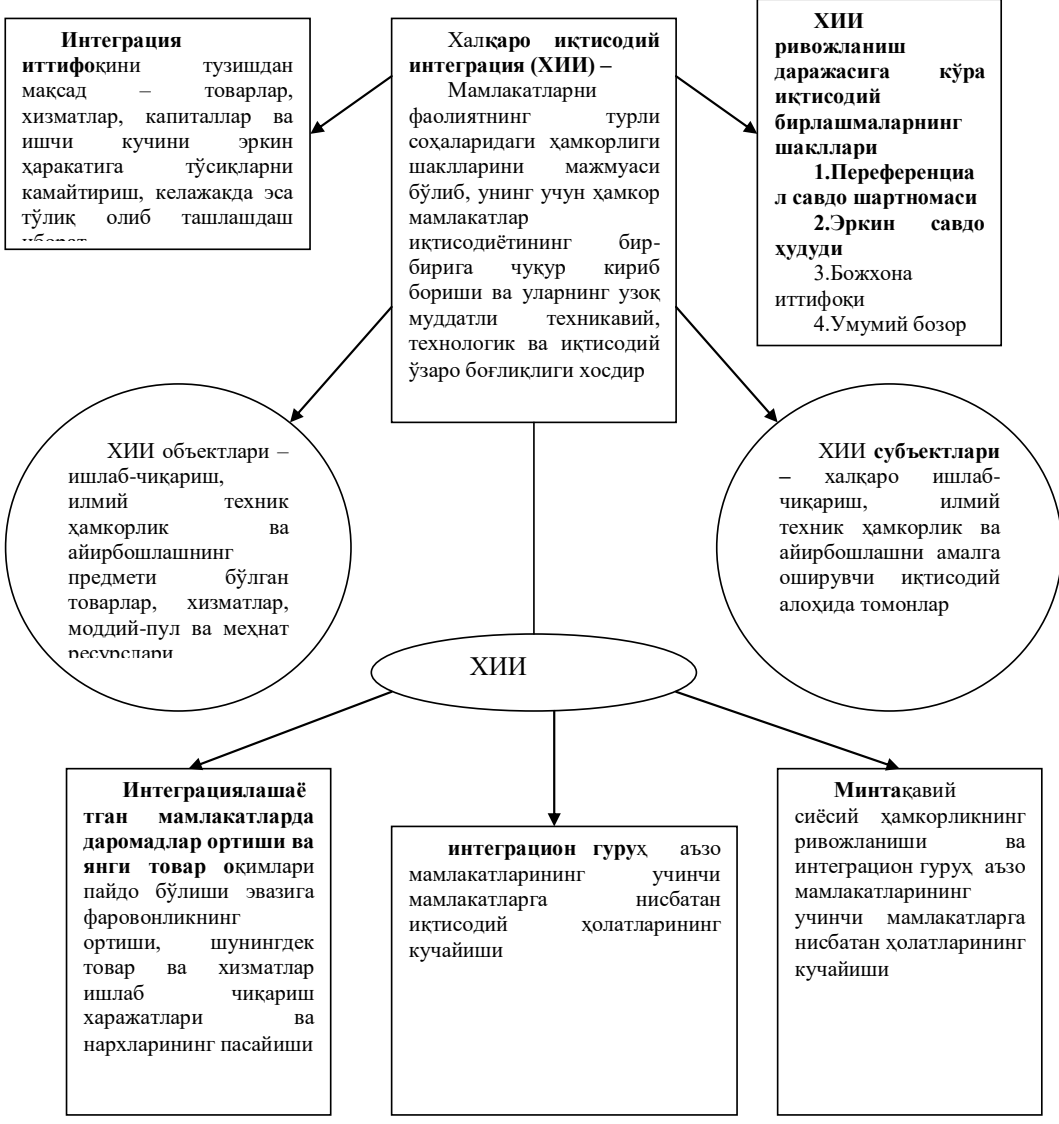 Интеграция
иттифоқини тузишдан
мақсад – товарлар,
хизматлар, капиталлар ва
ишчи кучини эркин
ҳаракатига тўсиқларни
камайтириш, келажакда эса
тўлиқ олиб ташлашдаш
иборат
Халқаро иқтисодий
интеграция (ХИИ) –
Мамлакатларни
фаолиятнинг турли
соҳаларидаги ҳамкорлиги
шаклларини мажмуаси
бўлиб, унинг учун ҳамкор
мамлакатлар
иқтисодиётининг бир-
бирига чуқур кириб
бориши ва уларнинг узоқ
муддатли техникавий,
технологик ва иқтисодий
ўзаро боғлиқлиги хосдир
ХИИ
ривожланиш
даражасига кўра
иқтисодий
бирлашмаларнинг
шакллари
1.Переференциа
л савдо шартномаси
2.Эркин савдо
ҳудуди
3.Божхона
иттифоқи
4.Умумий бозор
ХИИ объектлари –
ишлаб-чиқариш,
илмий техник
ҳамкорлик ва
айирбошлашнинг
предмети бўлган
товарлар, хизматлар,
моддий-пул ва меҳнат
ресурслари
ХИИ субъектлари
– халқаро ишлаб-
чиқариш, илмий
техник ҳамкорлик ва
айирбошлашни амалга
оширувчи иқтисодий
алоҳида томонлар
ХИИ
Интеграциялашаё
тган мамлакатларда
даромадлар ортиши ва
янги товар оқимлари
пайдо бўлиши эвазига
фаровонликнинг
ортиши, шунингдек
товар ва хизматлар
ишлаб чиқариш
харажатлари ва
нархларининг пасайиши
интеграцион гуруҳ аъзо
мамлакатларининг учинчи
мамлакатларга нисбатан
иқтисодий ҳолатларининг
кучайиши
Минтақавий
сиёсий ҳамкорликнинг
ривожланиши ва
интеграцион гуруҳ аъзо
мамлакатларининг
учинчи мамлакатларга
нисбатан ҳолатларининг
кучайиши